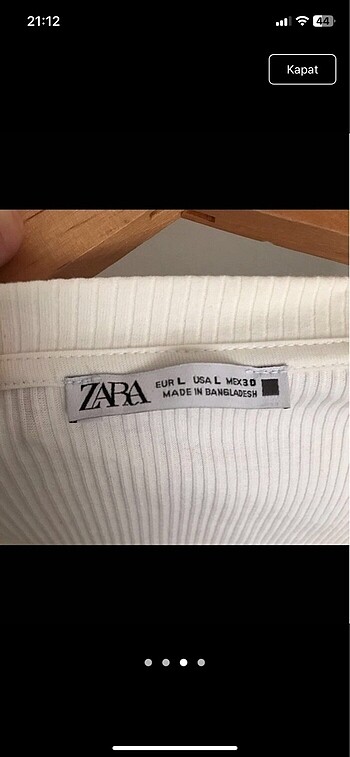 21:12
44
Kapat
ZARA
EUR L USA L MEX 30
MADE IN BANGLADESH